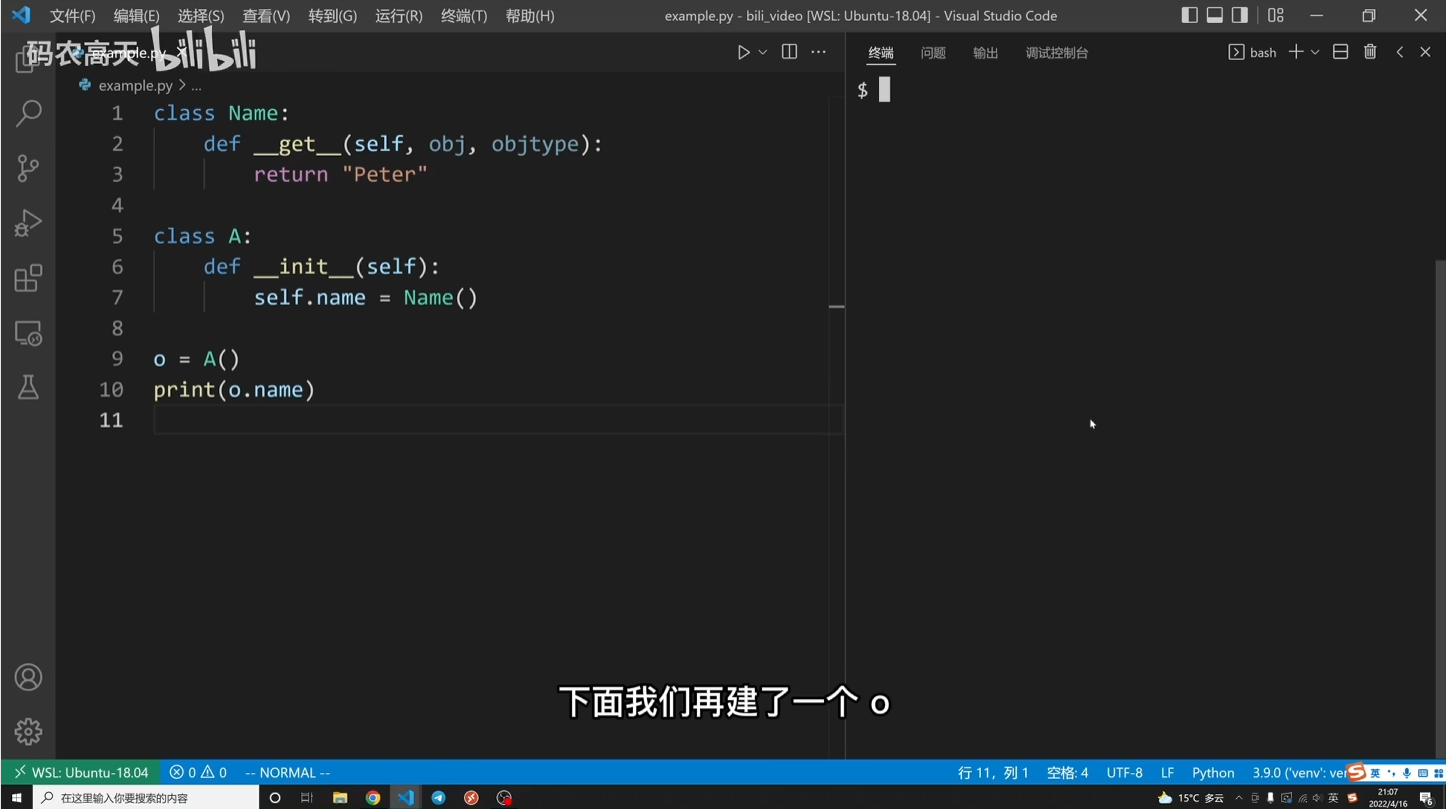 文件(F) 编辑(E) 选择(S) 查看(V) 转到(G) 运行(R) 终端(T) 帮助(H) example.py - bili_video [WSL: Ubuntu-18.04] - Visual Studio Code
码农高天 bilibili
example.py
终端 问题 输出 调试控制台 bash
example.py > ...
$
1 class Name:
2     def __get__(self, obj, objtype):
3         return "Peter"
4
5 class A:
6     def __init__(self):
7         self.name = Name()
8
9 o = A()
10 print(o.name)
11
下面我们再建了一个 o
WSL: Ubuntu-18.04 0 0 -- NORMAL -- 行 11，列 1 空格: 4 UTF-8 LF Python 3.9.0 ('venv': 英
在这里输入你要搜索的内容 15°C 多云 英 21:07
2022/4/16 6